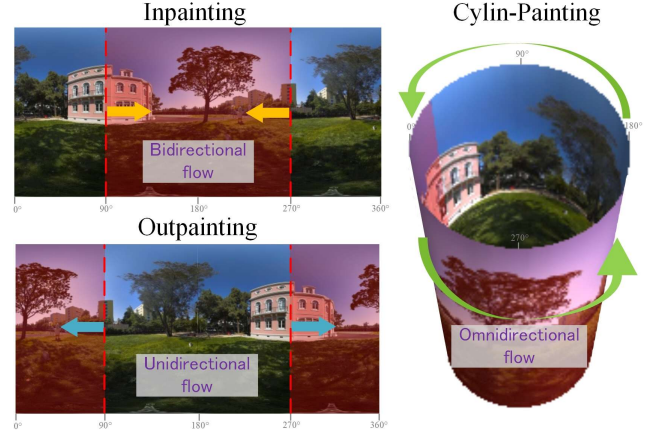 Inpainting
Bidirectional
flow
0°
90°
180°
270°
360°
Outpainting
Unidirectional
flow
0°
90°
180°
270°
360°
Cylin-Painting
90°
0°
180°
270°
Omnidirectional
flow